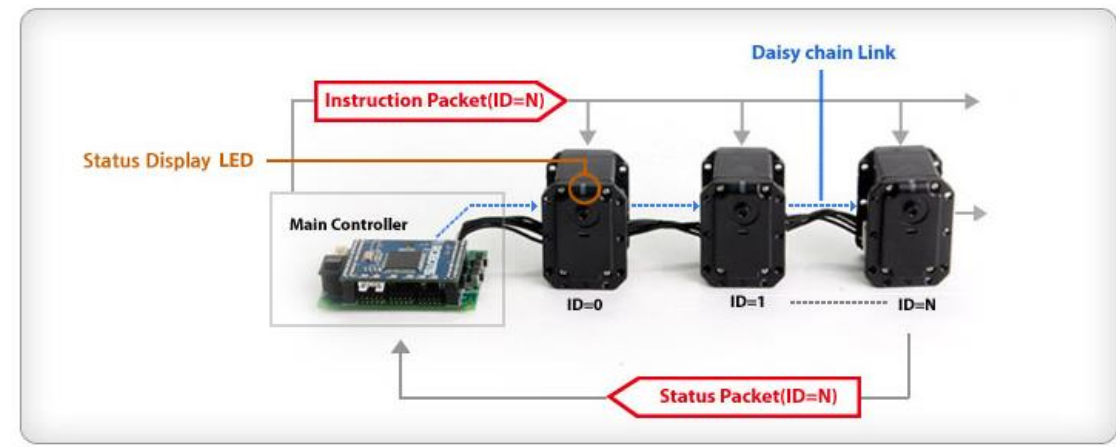 Daisy chain Link
Instruction Packet(ID=N)
Status Display LED
Main Controller
ID=0
ID=1
ID=N
Status Packet(ID=N)